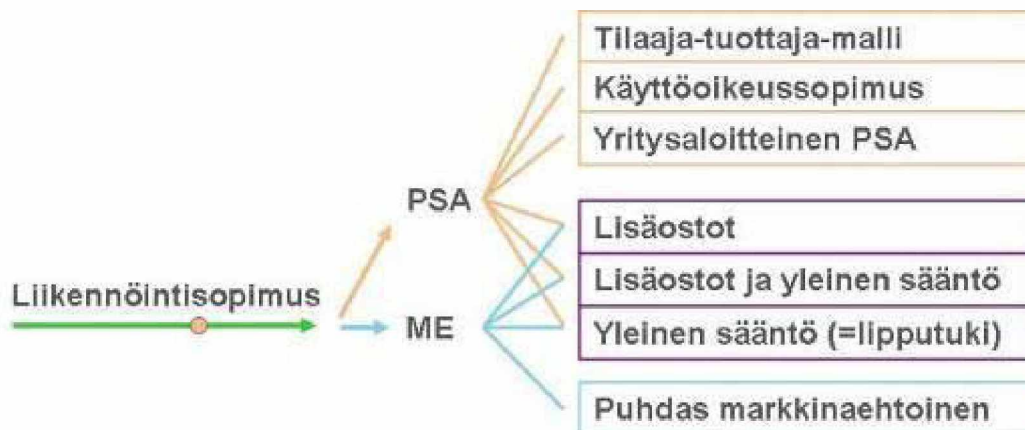 Tilaaja-tuottaja-malli
Käyttöoikeussopimus
Yritysaloitteinen PSA
PSA
Lisäostot
Liikennöintisopimus
Lisäostot ja yleinen sääntö
ME
Yleinen sääntö (=lipputuki)
Puhdas markkinaehtoinen